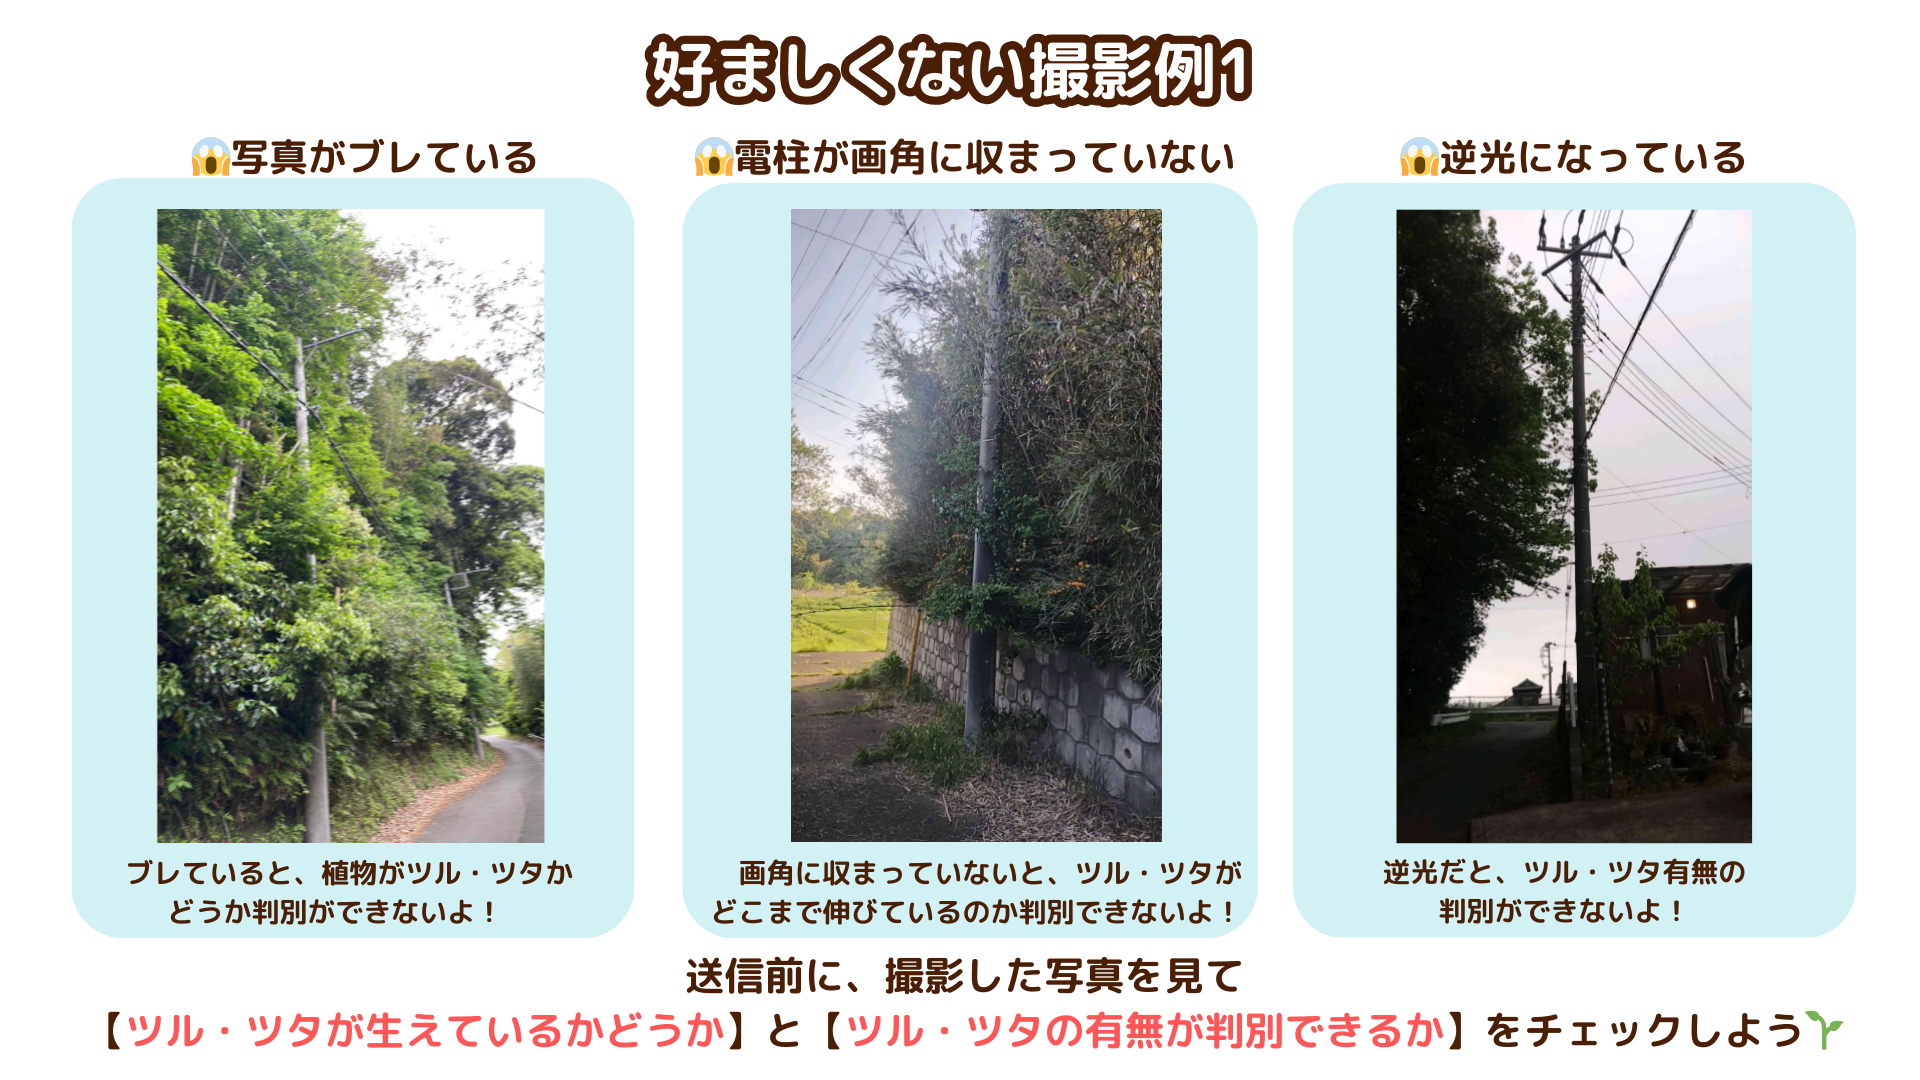 好ましくない撮影例1
😱写真がブレている
ブレていると、植物がツル・ツタか
どうか判別ができないよ！
😱電柱が画角に収まっていない
画角に収まっていないと、ツル・ツタが
どこまで伸びているのか判別できないよ！
😱逆光になっている
逆光だと、ツル・ツタ有無の
判別ができないよ！
送信前に、撮影した写真を見て
【ツル・ツタが生えているかどうか】と【ツル・ツタの有無が判別できるか】をチェックしよう🌱